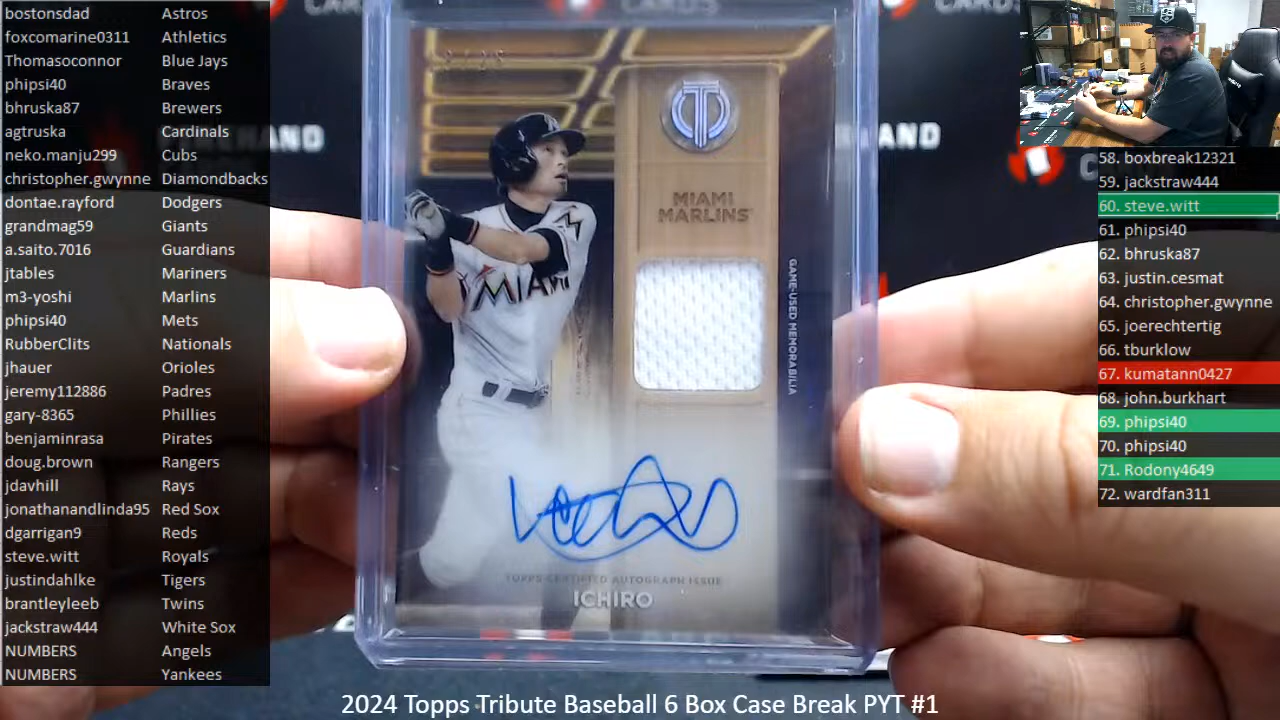 bostonsdad Astros
foxcomarine0311 Athletics
Thomasoconnor Blue Jays
phipsi40 Braves
bhruska87 Brewers
agtruska Cardinals
neko.manju299 Cubs
christopher.gwynne Diamondbacks
dontae.rayford Dodgers
grandmag59 Giants
a.saito.7016 Guardians
jtables Mariners
m3-yoshi Marlins
phipsi40 Mets
RubberClits Nationals
jhauer Orioles
jeremy112886 Padres
gary-8365 Phillies
benjaminrasa Pirates
doug.brown Rangers
jdavhill Rays
jonathanandlinda95 Red Sox
dgarrigan9 Reds
steve.witt Royals
justindahlke Tigers
brantleyleeb Twins
jackstraw444 White Sox
NUMBERS Angels
NUMBERS Yankees
MIAMI
MARLINS
GAME-USED MEMORABILIA
MIAMI
TOPPS CERTIFIED AUTOGRAPH ISSUE
ICHIRO
58. boxbreak12321
59. jackstraw444
60. steve.witt
61. phipsi40
62. bhruska87
63. justin.cesmat
64. christopher.gwynne
65. joerechtertig
66. tburklow
67. kumatann0427
68. john.burkhart
69. phipsi40
70. phipsi40
71. Rodony4649
72. wardfan311
2024 Topps Tribute Baseball 6 Box Case Break PYT #1